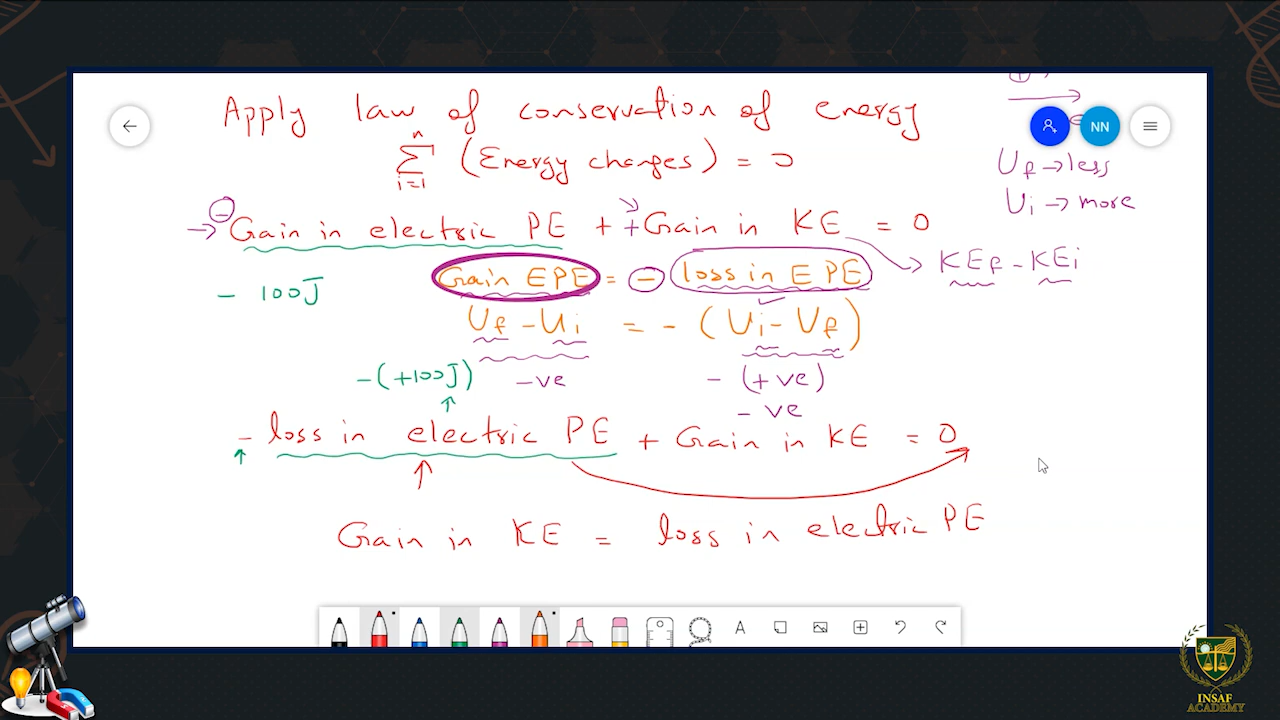 Apply law of conservation of energy
n
∑ (Energy changes) = 0
i=1
NN
Uf → less
Ui → more
→ ⊖ Gain in electric PE + + Gain in KE = 0
KEf - KEi
- 100J
Gain EPE = - loss in EPE
Uf - Ui = - (Ui - Uf)
-(+100J) -ve - (+ve)
- ve
- loss in electric PE + Gain in KE = 0
Gain in KE = loss in electric PE
A
INSAF
ACADEMY